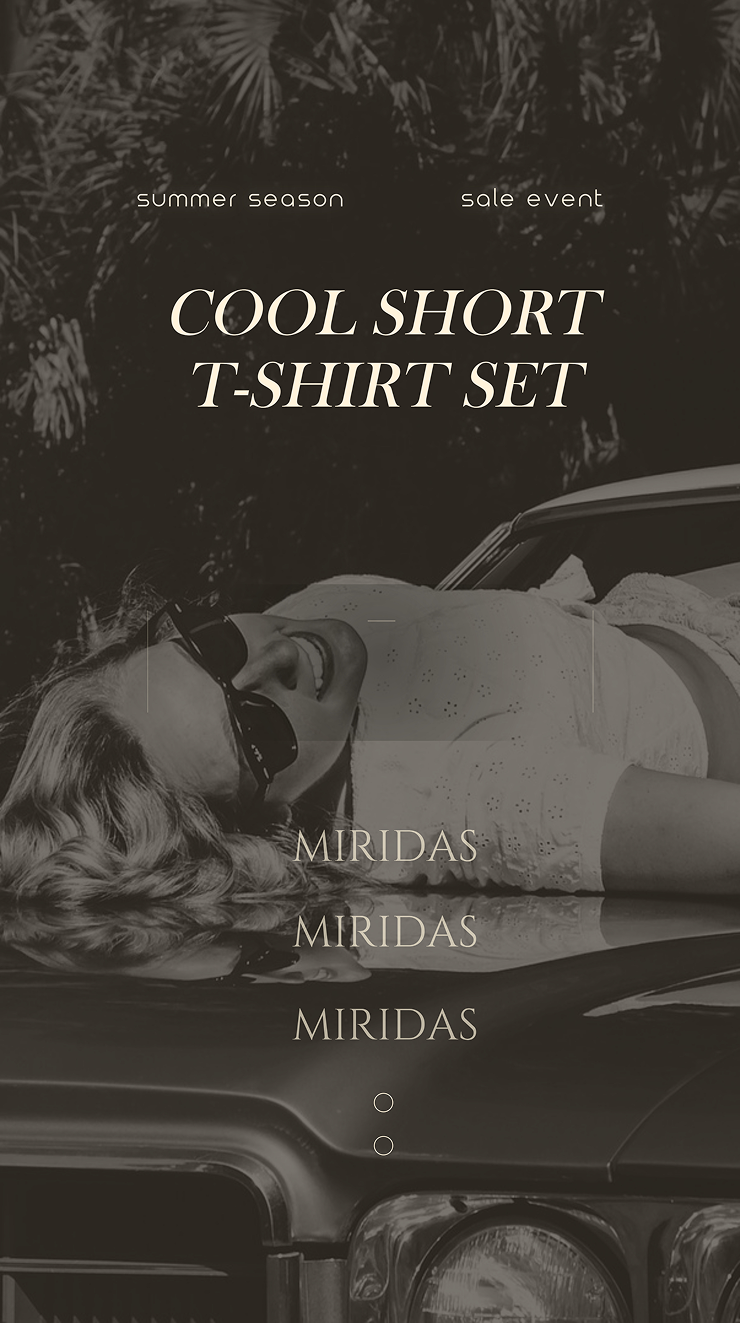 summer season sale event
COOL SHORT
T-SHIRT SET
MIRIDAS
MIRIDAS
MIRIDAS